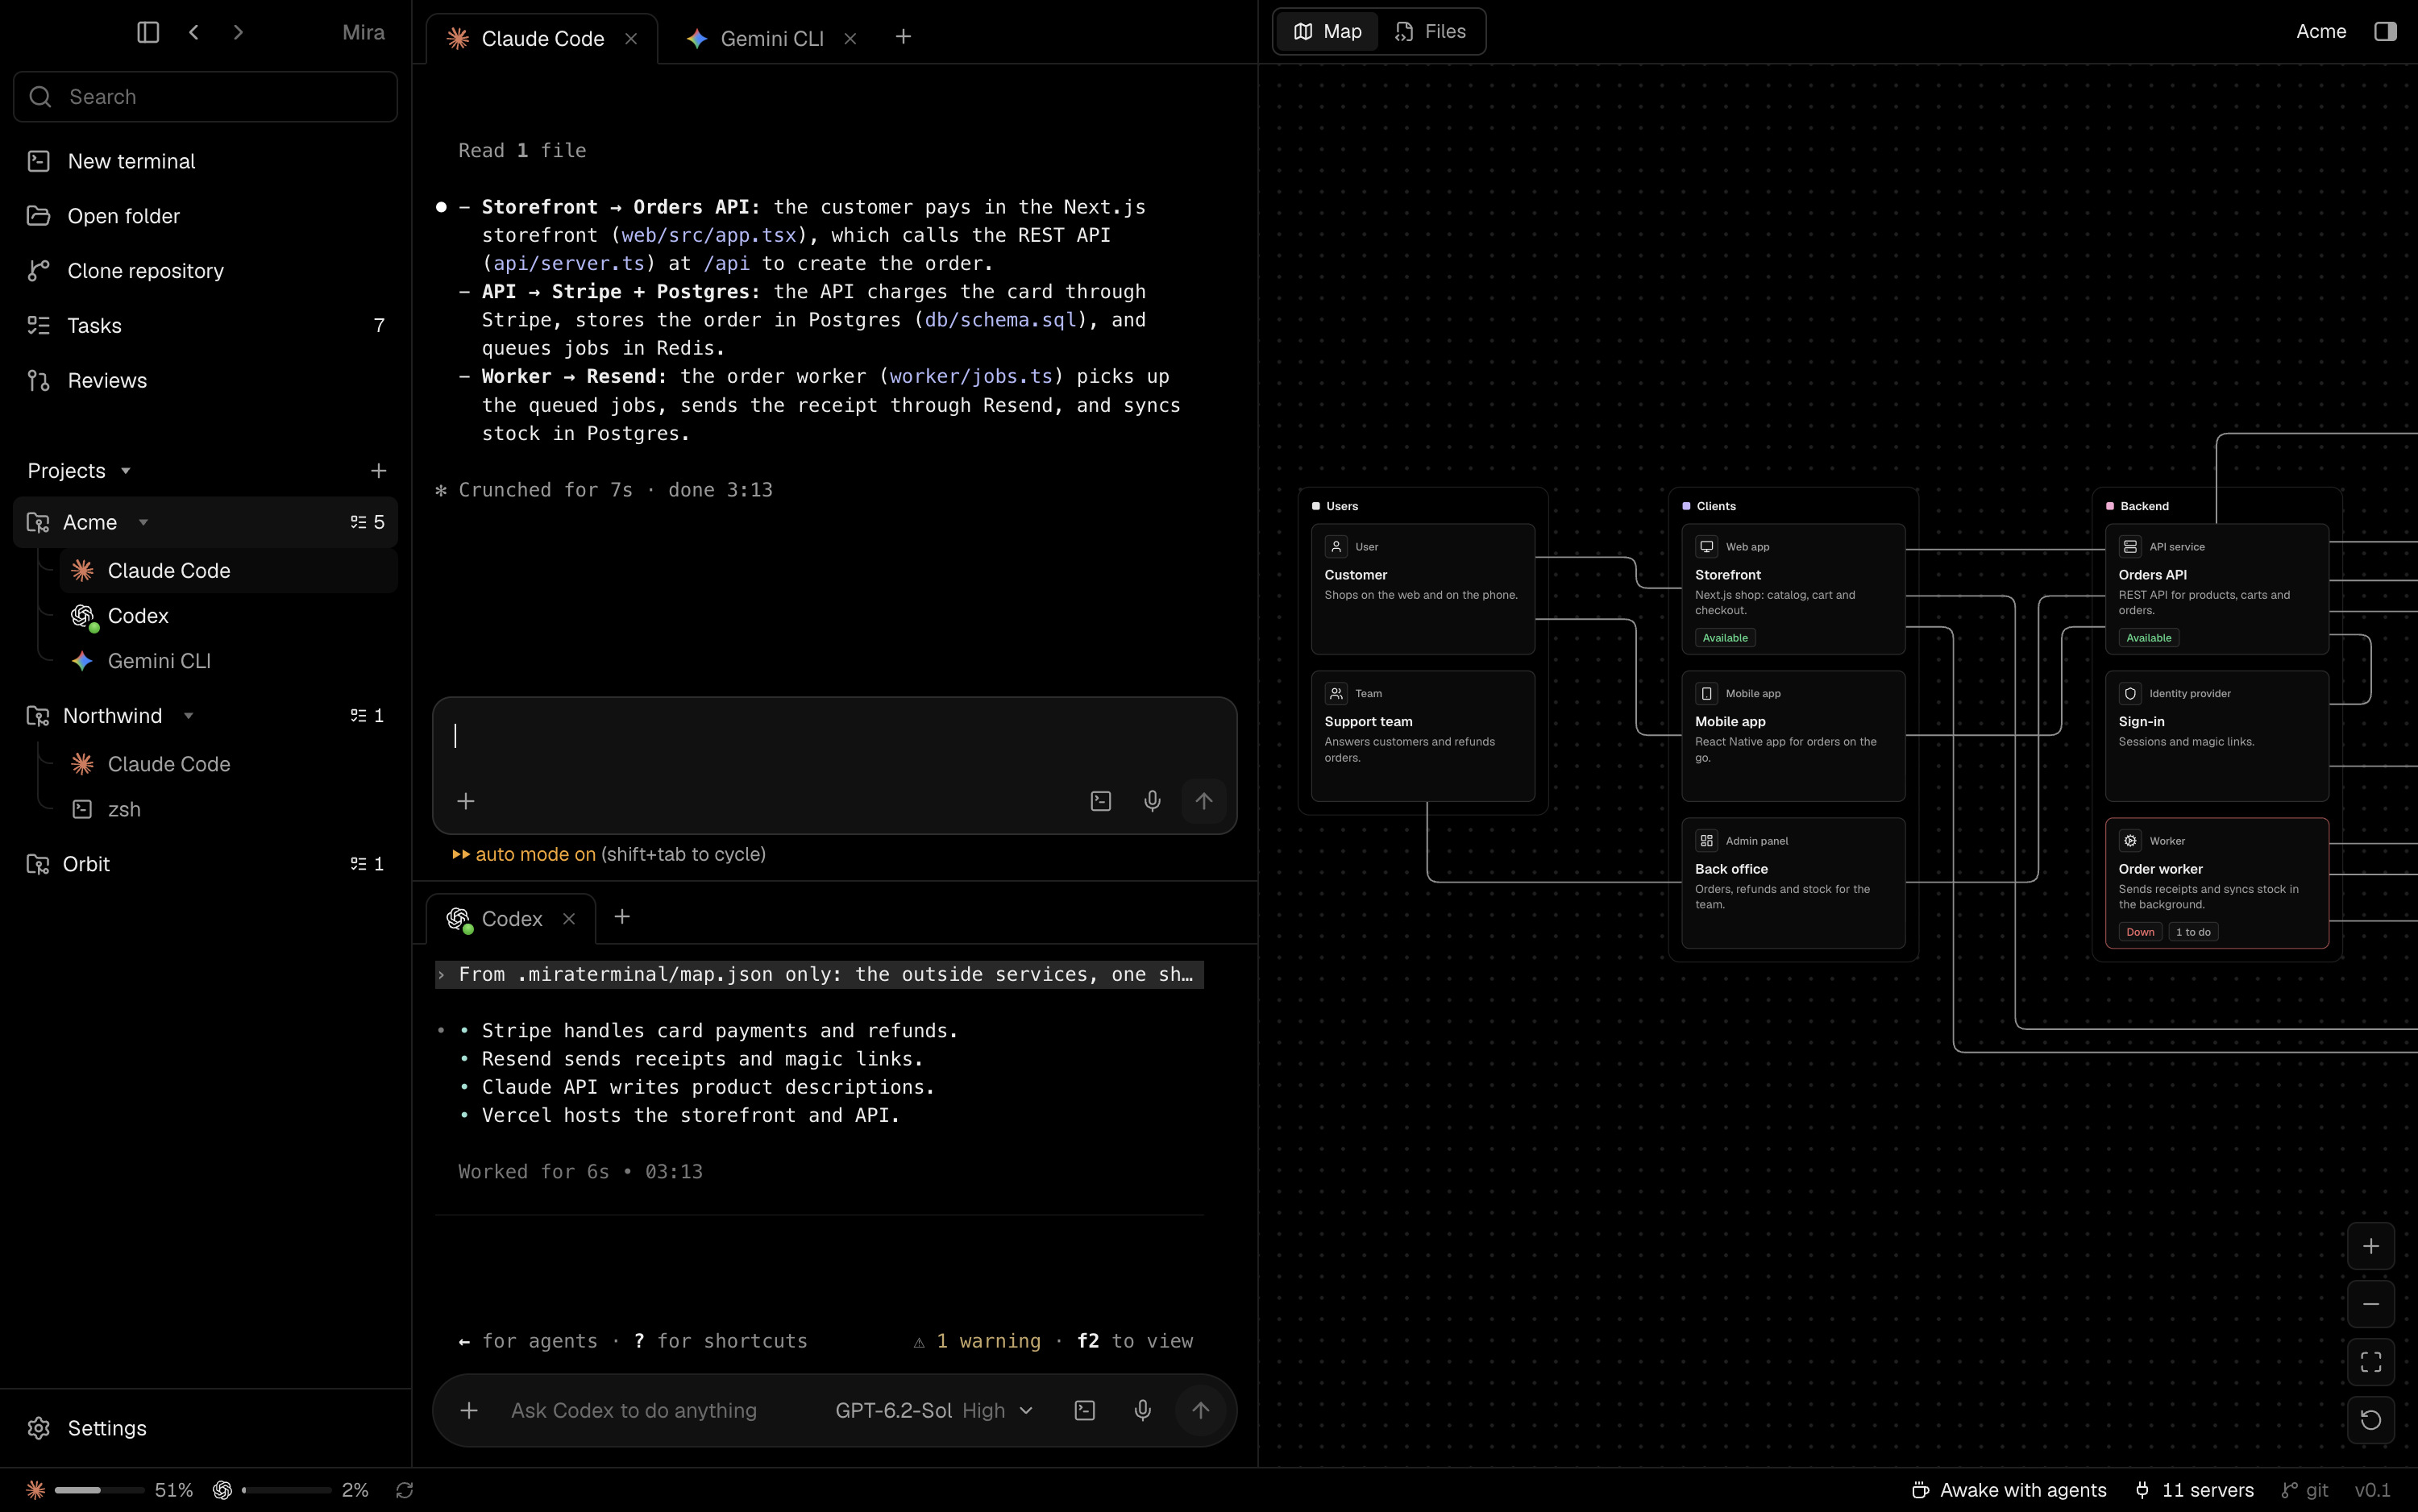 Mira
Search
New terminal
Open folder
Clone repository
Tasks 7
Reviews
Projects
Acme 5
Claude Code
Codex
Gemini CLI
Northwind 1
Claude Code
zsh
Orbit 1
Settings
51% 2%
Claude Code
Gemini CLI
Read 1 file
– Storefront → Orders API: the customer pays in the Next.js
storefront (web/src/app.tsx), which calls the REST API
(api/server.ts) at /api to create the order.
– API → Stripe + Postgres: the API charges the card through
Stripe, stores the order in Postgres (db/schema.sql), and
queues jobs in Redis.
– Worker → Resend: the order worker (worker/jobs.ts) picks up
the queued jobs, sends the receipt through Resend, and syncs
stock in Postgres.
✻ Crunched for 7s · done 3:13
auto mode on (shift+tab to cycle)
Codex
› From .miraterminal/map.json only: the outside services, one sh…
• • Stripe handles card payments and refunds.
• Resend sends receipts and magic links.
• Claude API writes product descriptions.
• Vercel hosts the storefront and API.
Worked for 6s • 03:13
← for agents · ? for shortcuts ⚠ 1 warning · f2 to view
Ask Codex to do anything GPT-6.2-Sol High
Map Files
Acme
Users
User
Customer
Shops on the web and on the phone.
Team
Support team
Answers customers and refunds
orders.
Clients
Web app
Storefront
Next.js shop: catalog, cart and
checkout.
Available
Mobile app
Mobile app
React Native app for orders on the
go.
Admin panel
Back office
Orders, refunds and stock for the
team.
Backend
API service
Orders API
REST API for products, carts and
orders.
Available
Identity provider
Sign-in
Sessions and magic links.
Worker
Order worker
Sends receipts and syncs stock in
the background.
Down 1 to do
Awake with agents 11 servers git v0.1